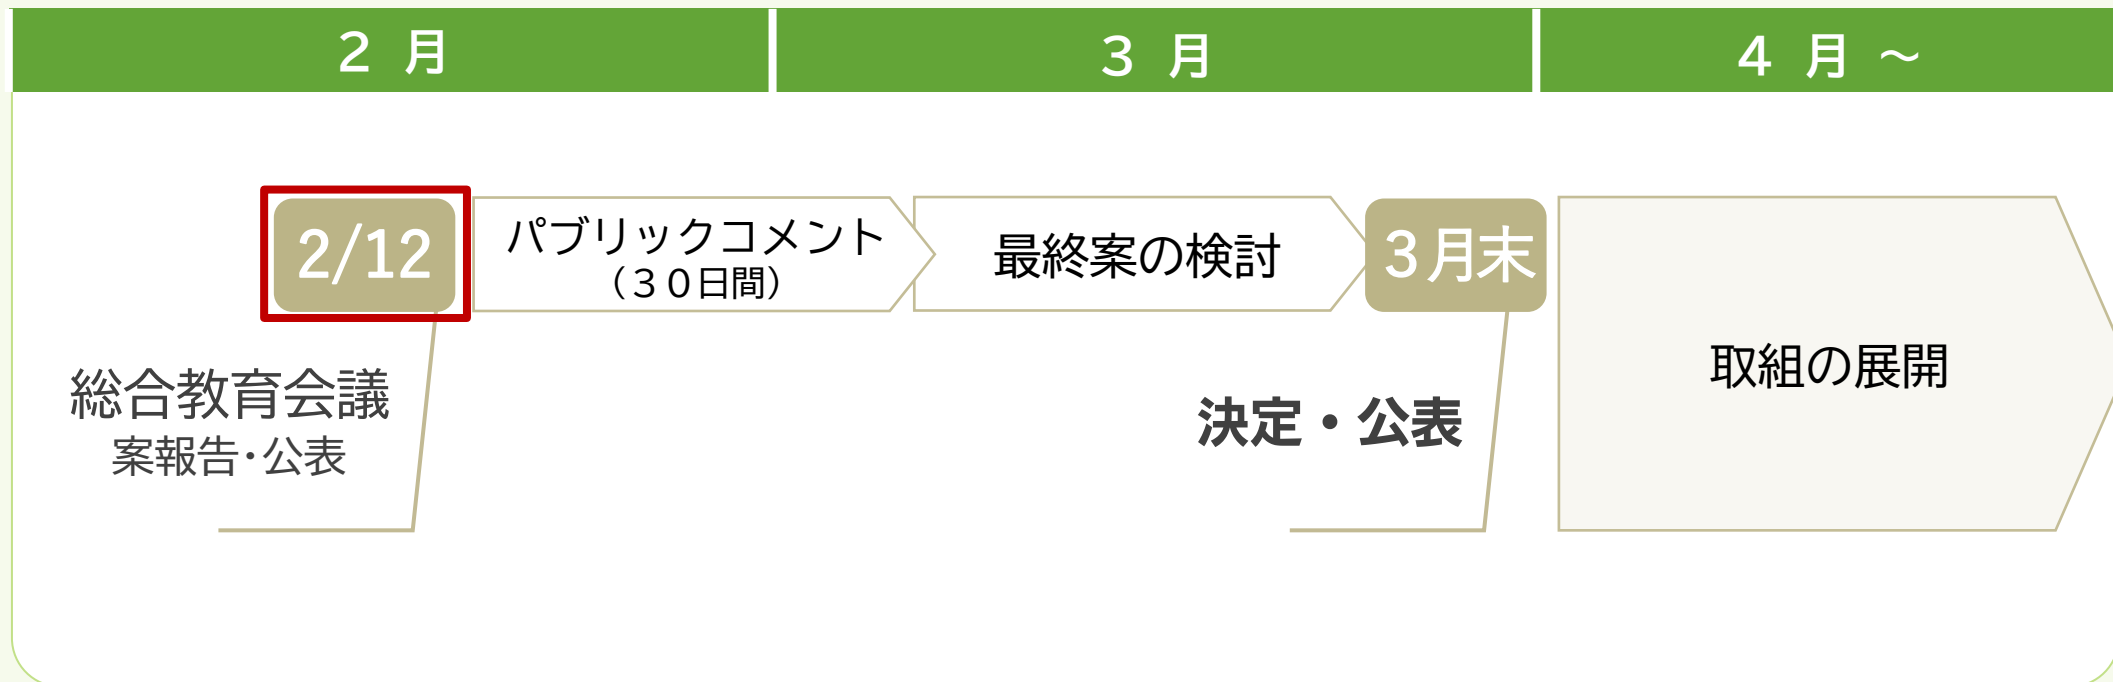 ２ 月
３ 月
４ 月 ～
2/12
パブリックコメント
（３０日間）
最終案の検討
３月末
取組の展開
総合教育会議
案報告・公表
決定・公表